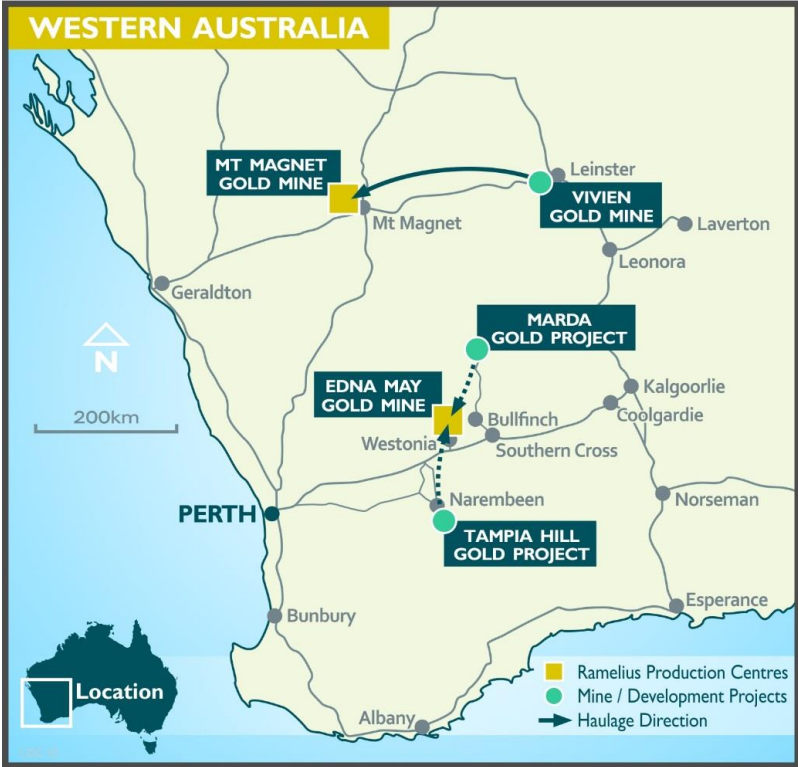 WESTERN AUSTRALIA
MT MAGNET
GOLD MINE
Leinster
VIVIEN
GOLD MINE
Mt Magnet
Laverton
Leonora
Geraldton
MARDA
GOLD PROJECT
N
EDNA MAY
GOLD MINE
Kalgoorlie
200km
Bullfinch
Coolgardie
Westonia
Southern Cross
Narembeen
Norseman
PERTH
TAMPIA HILL
GOLD PROJECT
Esperance
Bunbury
Location
Ramelius Production Centres
Mine / Development Projects
Albany
Haulage Direction